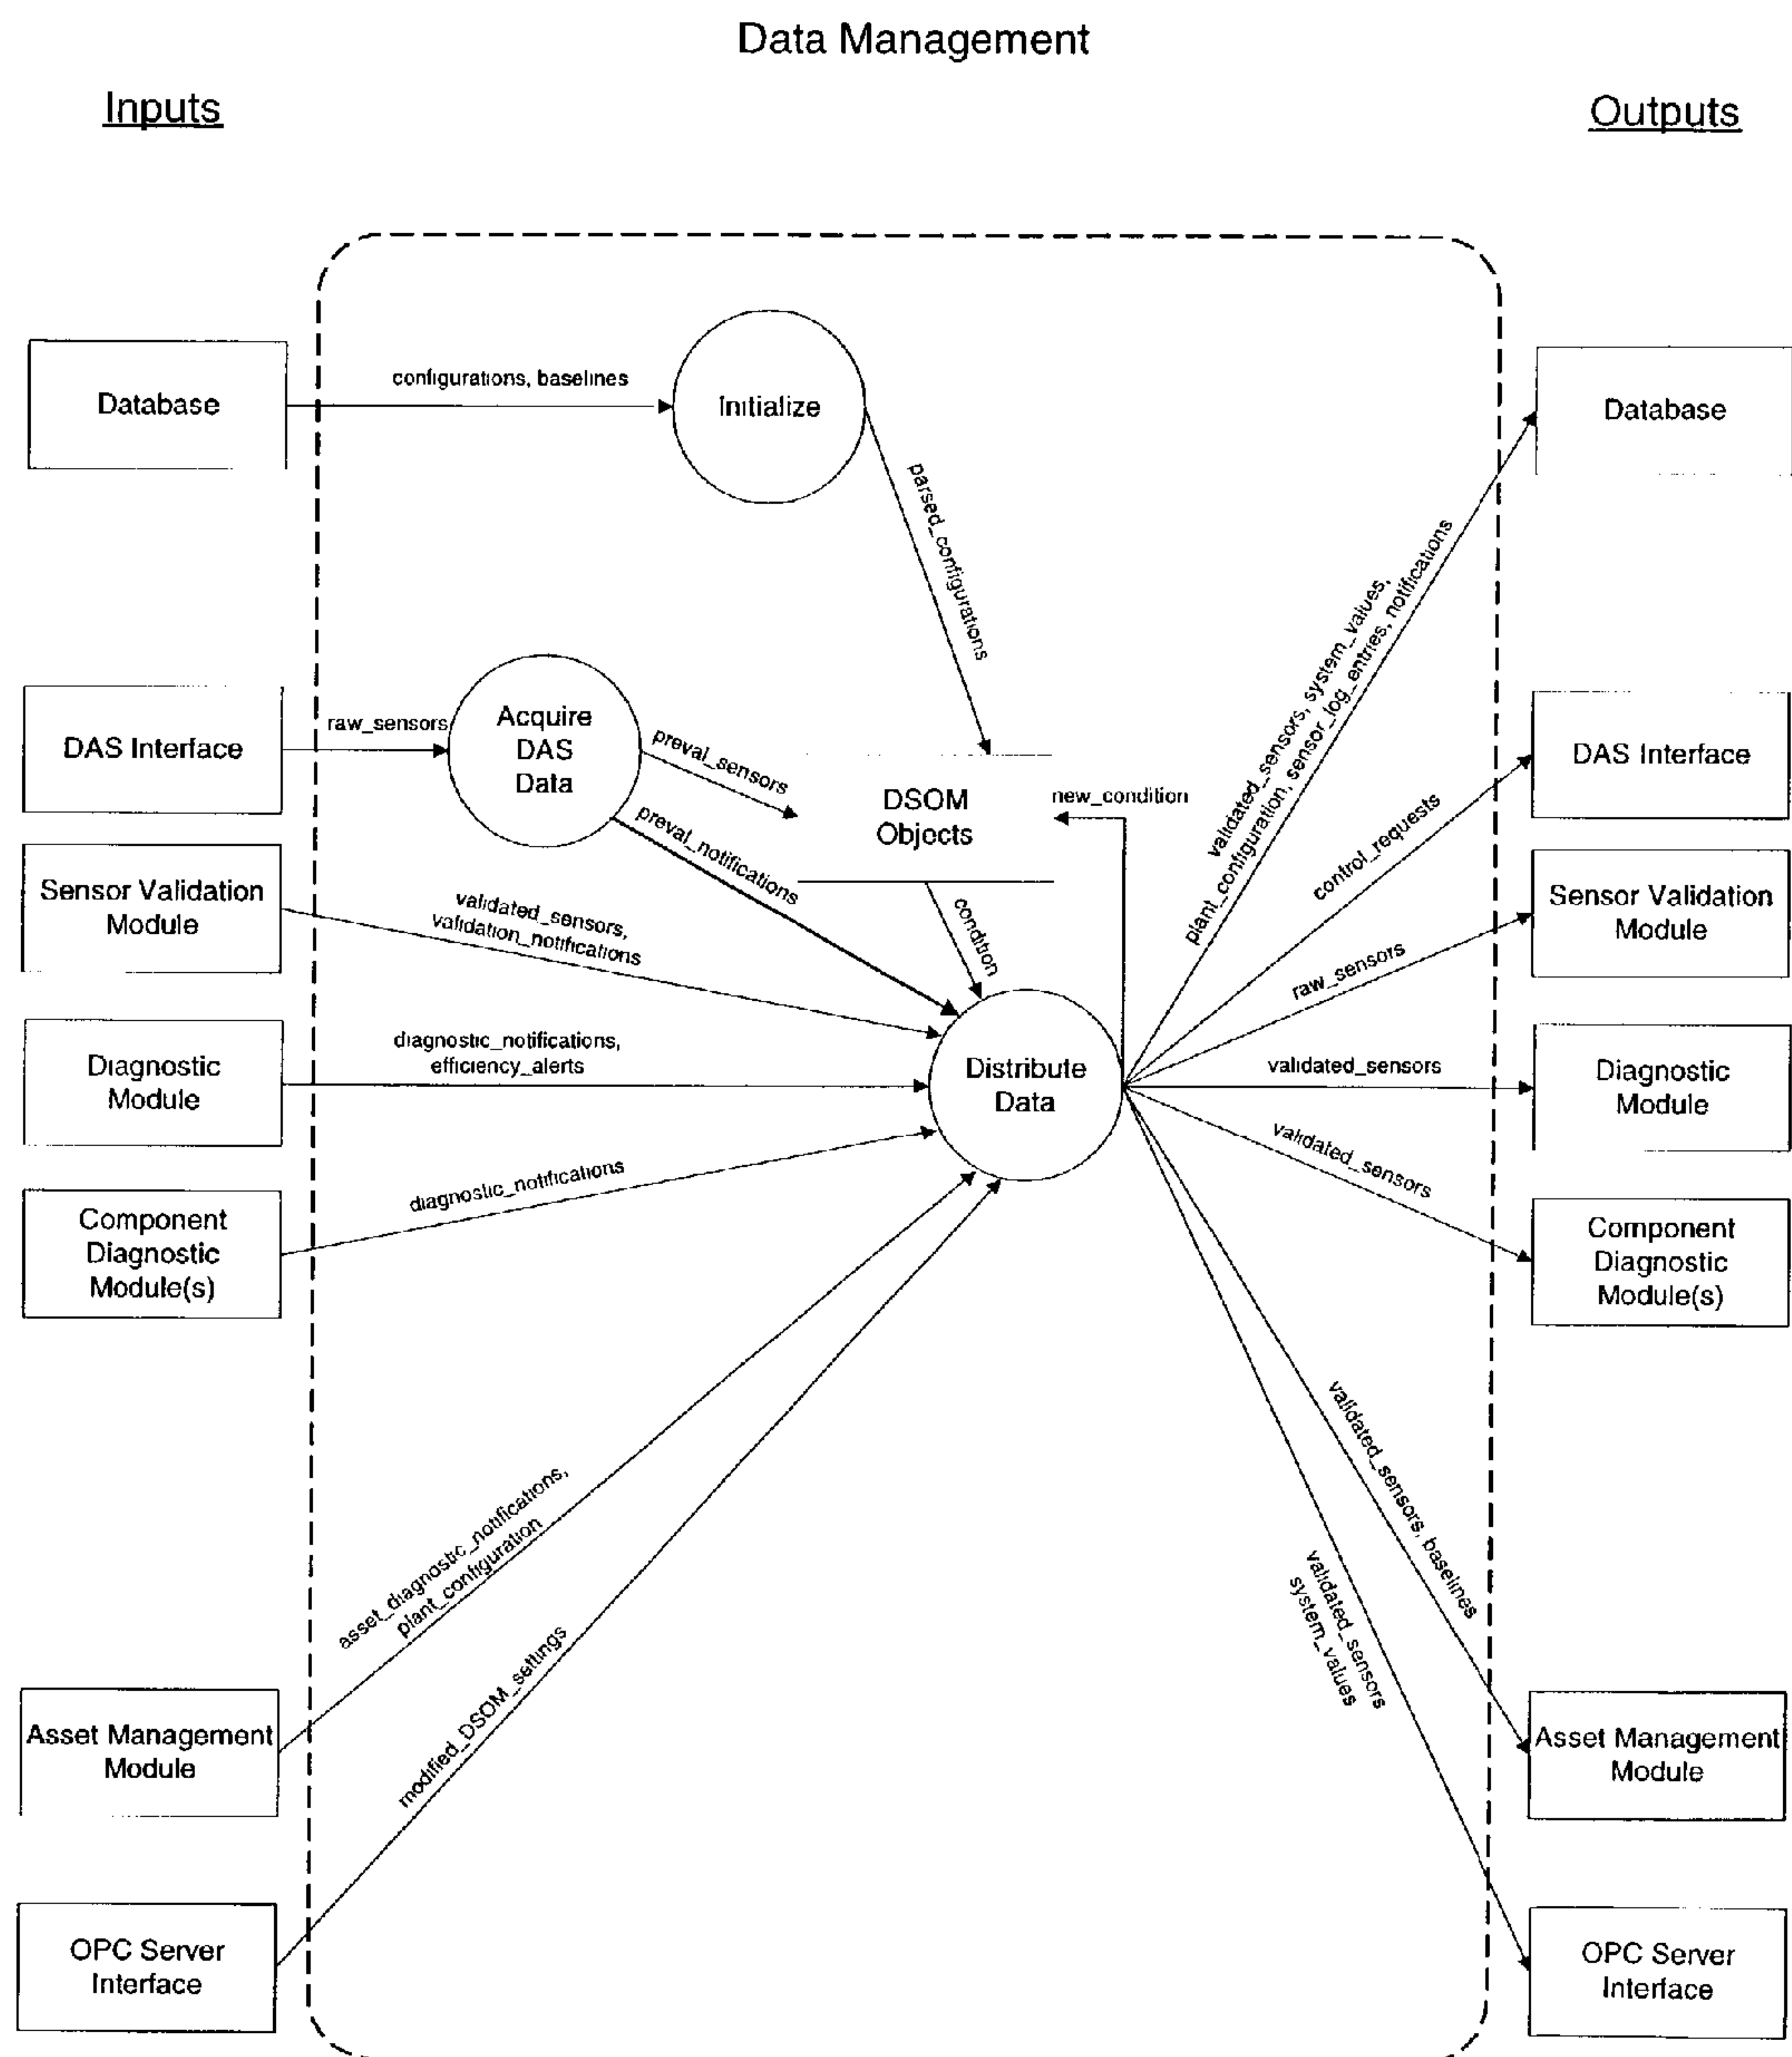 Data Management
Inputs
Outputs
Database
configurations, baselines
Initialize
parsed_configurations
Database
validated_sensors, system_values,
plant_configuration, sensor_log_entries, notifications
DAS Interface
raw_sensors
Acquire
DAS
Data
preval_sensors
preval_notifications
DSOM
Objects
new_condition
condition
control_requests
DAS Interface
Sensor Validation
Module
validated_sensors,
validation_notifications
raw_sensors
Sensor Validation
Module
Diagnostic
Module
diagnostic_notifications,
efficiency_alerts
Distribute
Data
validated_sensors
Diagnostic
Module
Component
Diagnostic
Module(s)
diagnostic_notifications
validated_sensors
Component
Diagnostic
Module(s)
Asset Management
Module
asset_diagnostic_notifications,
plant_configuration
validated_sensors, baselines
Asset Management
Module
OPC Server
Interface
modified_DSOM_settings
validated_sensors
system_values
OPC Server
Interface